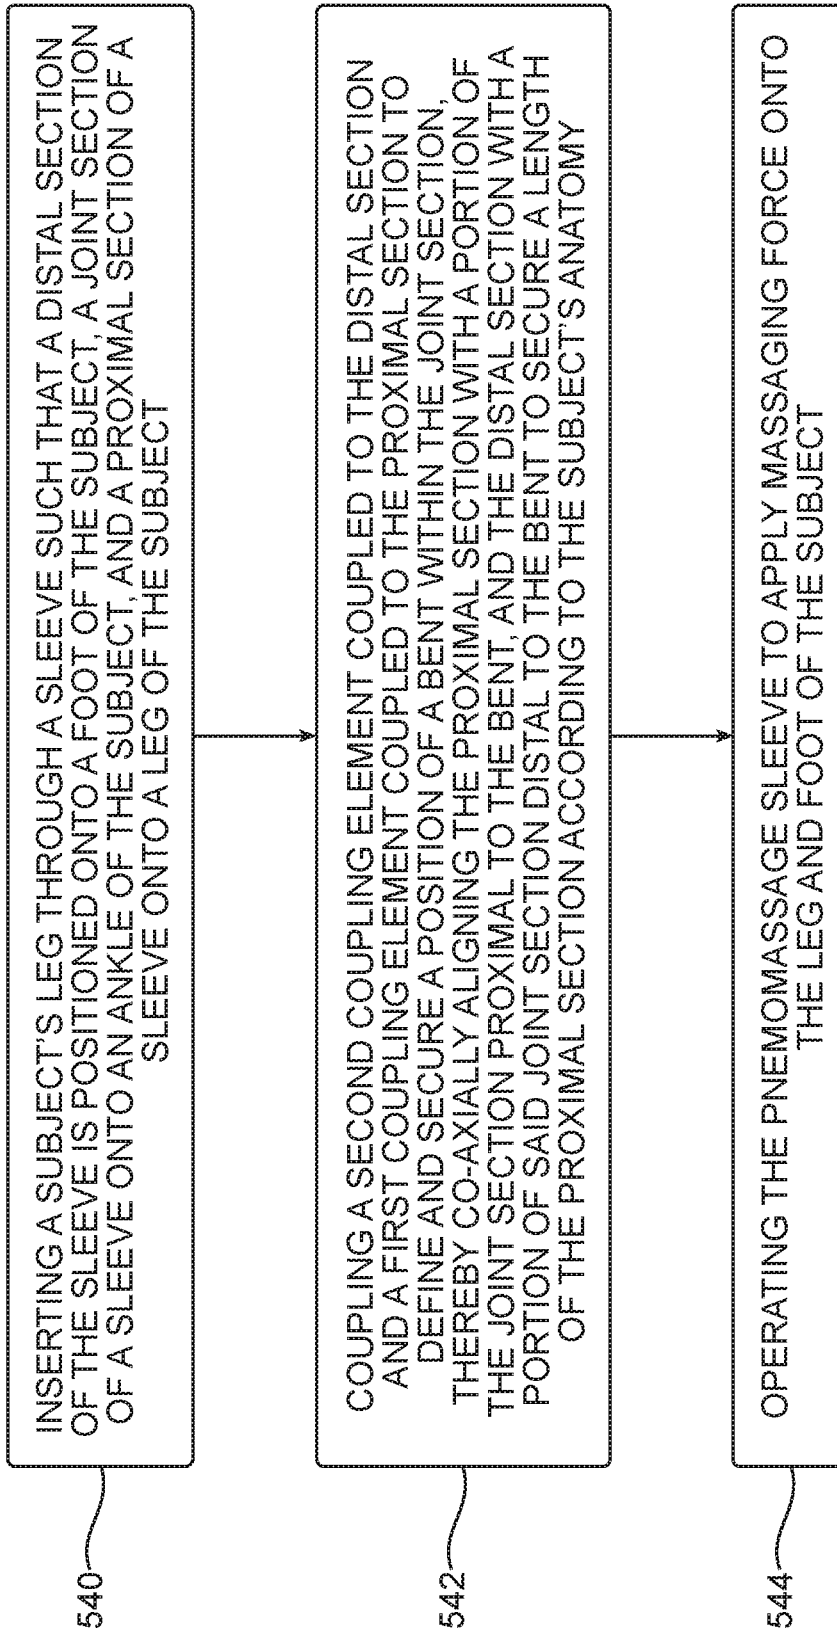 540
INSERTING A SUBJECT'S LEG THROUGH A SLEEVE SUCH THAT A DISTAL SECTION
OF THE SLEEVE IS POSITIONED ONTO A FOOT OF THE SUBJECT, A JOINT SECTION
OF A SLEEVE ONTO AN ANKLE OF THE SUBJECT, AND A PROXIMAL SECTION OF A
SLEEVE ONTO A LEG OF THE SUBJECT
542
COUPLING A SECOND COUPLING ELEMENT COUPLED TO THE DISTAL SECTION
AND A FIRST COUPLING ELEMENT COUPLED TO THE PROXIMAL SECTION TO
DEFINE AND SECURE A POSITION OF A BENT WITHIN THE JOINT SECTION,
THEREBY CO-AXIALLY ALIGNING THE PROXIMAL SECTION WITH A PORTION OF
THE JOINT SECTION PROXIMAL TO THE BENT, AND THE DISTAL SECTION WITH A
PORTION OF SAID JOINT SECTION DISTAL TO THE BENT TO SECURE A LENGTH
OF THE PROXIMAL SECTION ACCORDING TO THE SUBJECT'S ANATOMY
544
OPERATING THE PNEMOMASSAGE SLEEVE TO APPLY MASSAGING FORCE ONTO
THE LEG AND FOOT OF THE SUBJECT